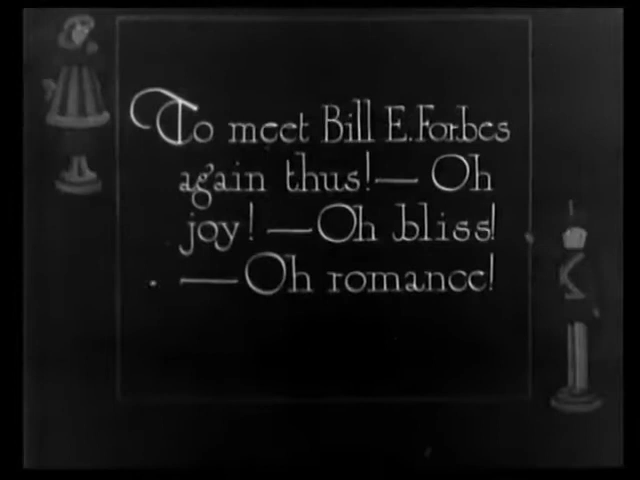 To meet Bill E. Forbes
again thus! — Oh
joy! — Oh bliss!
— Oh romance!